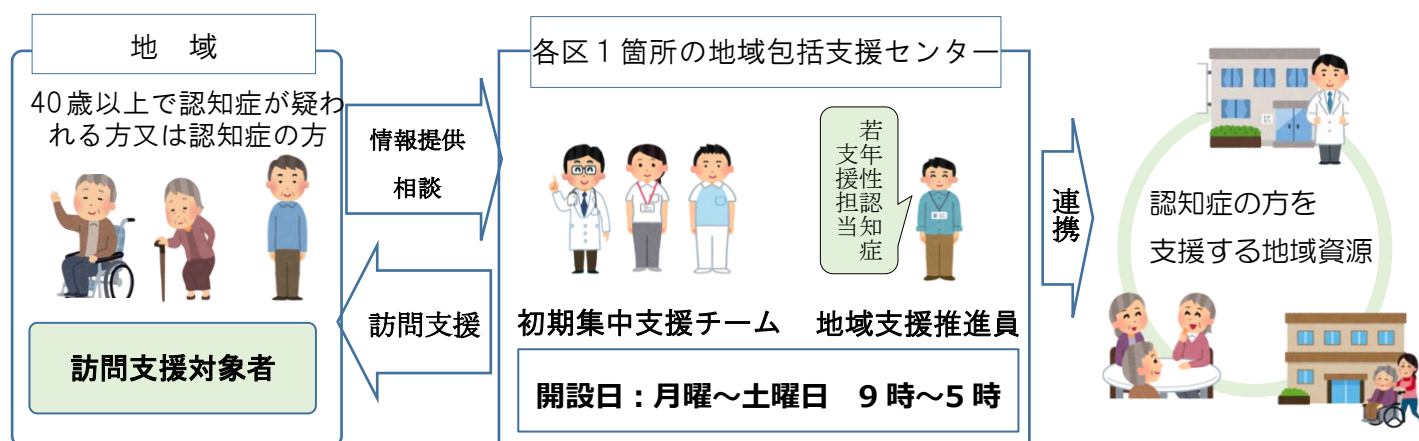 地　域
40歳以上で認知症が疑わ
れる方又は認知症の方
訪問支援対象者
情報提供
相談
訪問支援
各区１箇所の地域包括支援センター
若年性認知症
支援担当
初期集中支援チーム　地域支援推進員
開設日：月曜～土曜日　9時～5時
連携
認知症の方を
支援する地域資源